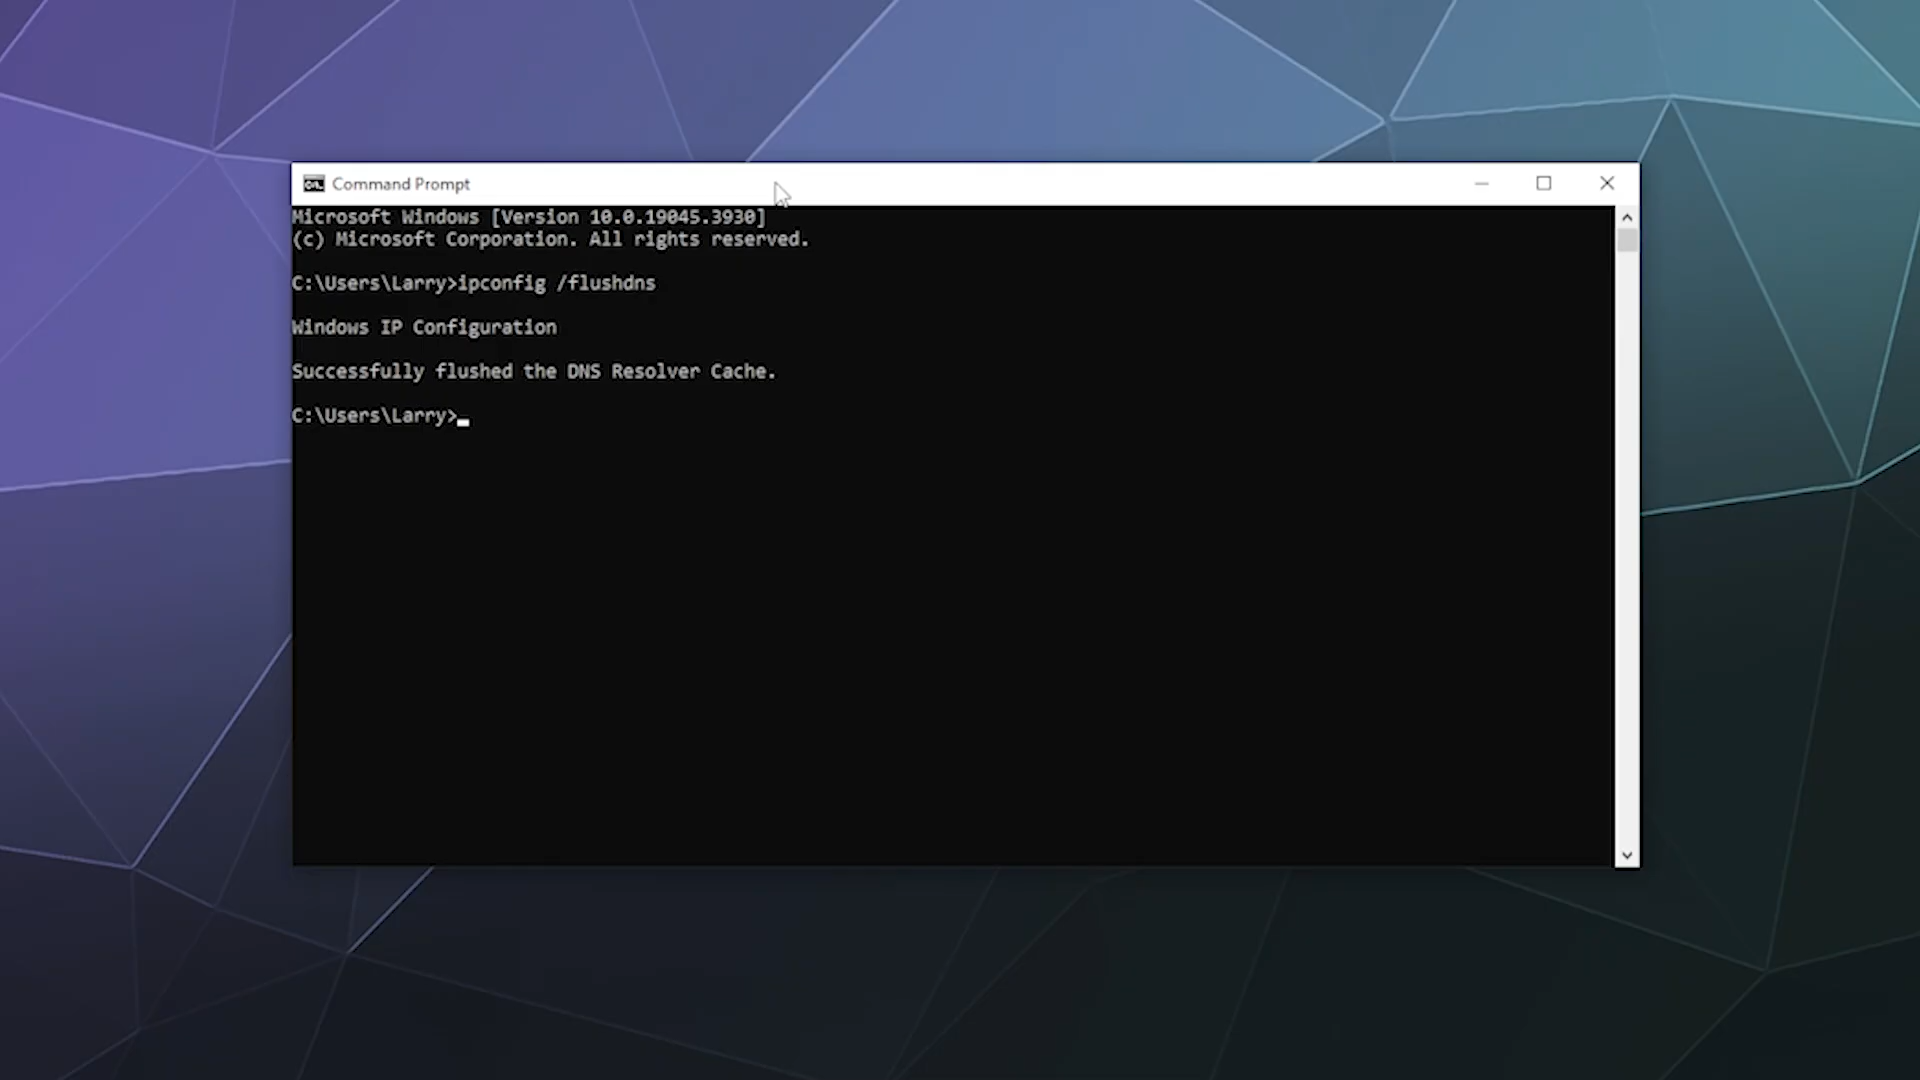 Command Prompt
Microsoft Windows [Version 10.0.19045.3930]
(c) Microsoft Corporation. All rights reserved.
C:\Users\Larry>ipconfig /flushdns
Windows IP Configuration
Successfully flushed the DNS Resolver Cache.
C:\Users\Larry>